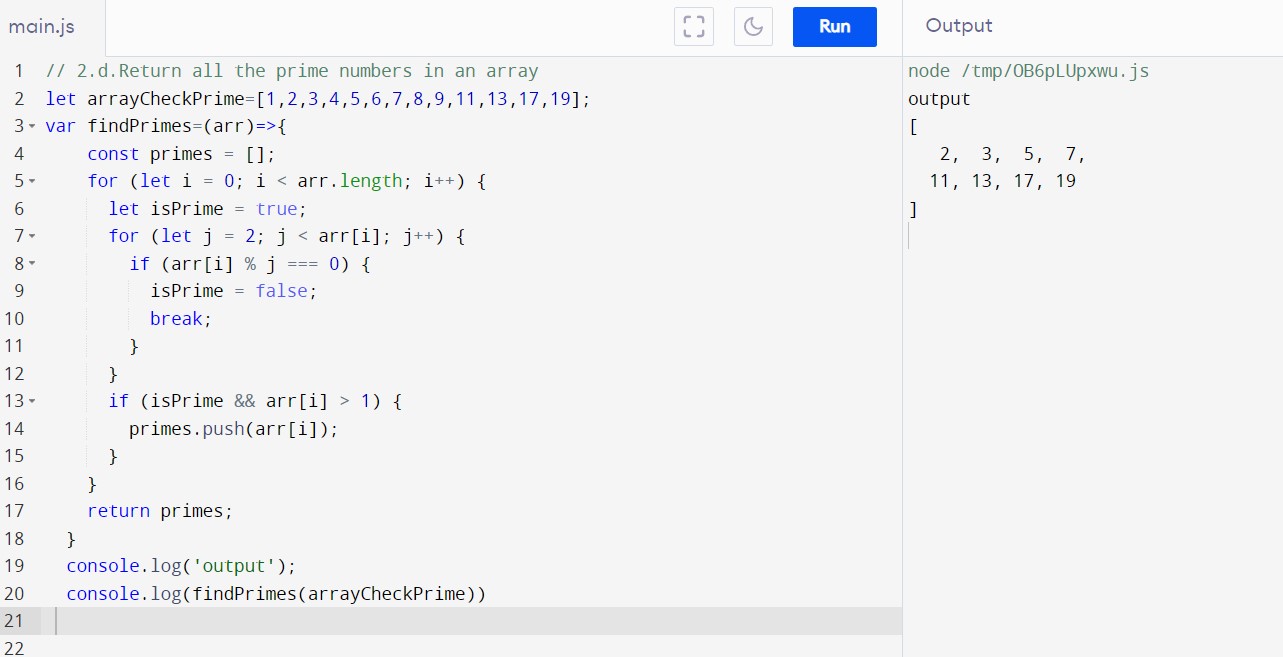 main.js
Run
Output
1 // 2.d.Return all the prime numbers in an array
2 let arrayCheckPrime=[1,2,3,4,5,6,7,8,9,11,13,17,19];
3 var findPrimes=(arr)=>{
4     const primes = [];
5     for (let i = 0; i < arr.length; i++) {
6       let isPrime = true;
7       for (let j = 2; j < arr[i]; j++) {
8         if (arr[i] % j === 0) {
9           isPrime = false;
10           break;
11         }
12       }
13       if (isPrime && arr[i] > 1) {
14         primes.push(arr[i]);
15       }
16     }
17     return primes;
18   }
19   console.log('output');
20   console.log(findPrimes(arrayCheckPrime))
21
22
node /tmp/OB6pLUpxwu.js
output
[
   2,  3,  5,  7,
  11, 13, 17, 19
]